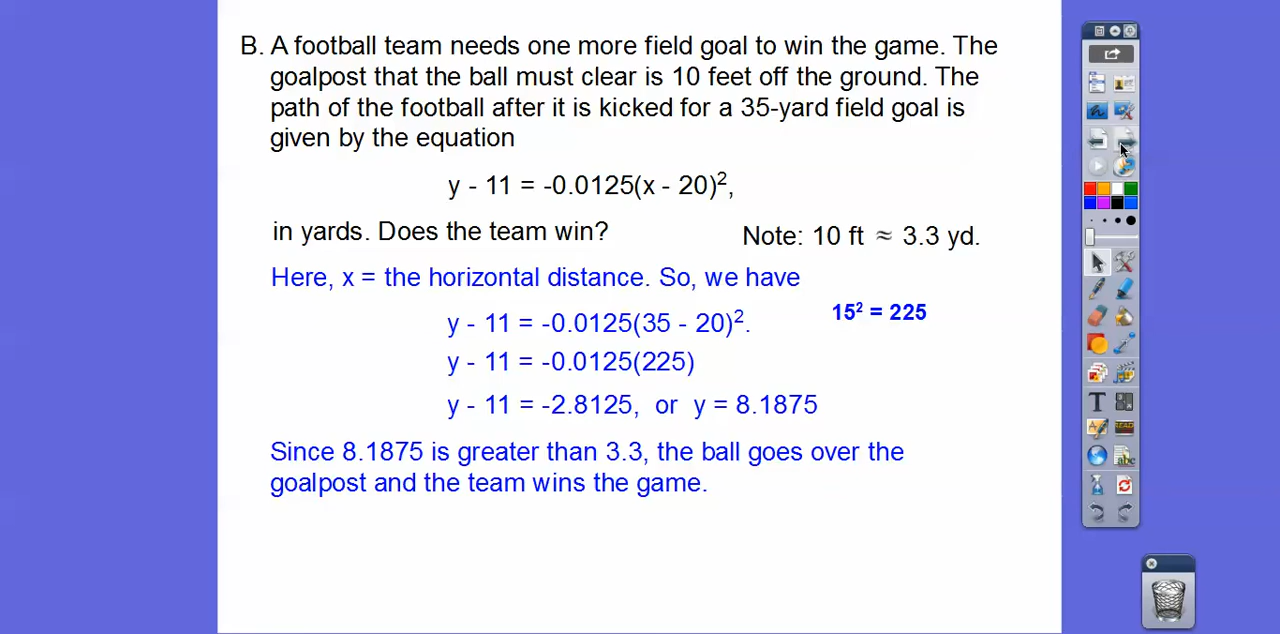 B. A football team needs one more field goal to win the game. The
goalpost that the ball must clear is 10 feet off the ground. The
path of the football after it is kicked for a 35-yard field goal is
given by the equation
y - 11 = -0.0125(x - 20)²,
in yards. Does the team win?
Note: 10 ft ≈ 3.3 yd.
Here, x = the horizontal distance. So, we have
y - 11 = -0.0125(35 - 20)².
15² = 225
y - 11 = -0.0125(225)
y - 11 = -2.8125, or y = 8.1875
Since 8.1875 is greater than 3.3, the ball goes over the
goalpost and the team wins the game.